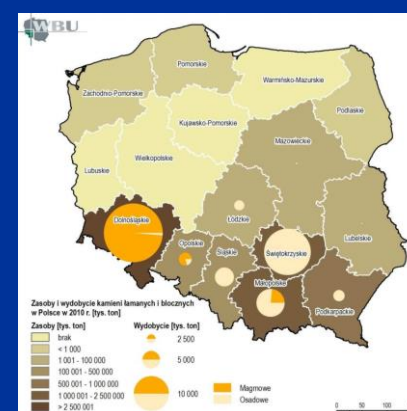 WBU
Pomorskie
Warmińsko-Mazurskie
Zachodnio-Pomorskie
Podlaskie
Kujawsko-Pomorskie
Mazowieckie
Wielkopolskie
Lubuskie
Łódzkie
Dolnośląskie
Lubelskie
Opolskie
Śląskie
Świętokrzyskie
Małopolskie
Podkarpackie
Zasoby i wydobycie kamieni łamanych i blocznych
w Polsce w 2010 r. [tys. ton]
Zasoby [tys. ton]
Wydobycie [tys. ton]
brak
2 500
< 1 000
1 001 - 100 000
5 000
100 001 - 500 000
500 001 - 1 000 000
10 000
Magmowe
1 000 001 - 2 500 000
Osadowe
> 2 500 001
0 50 100